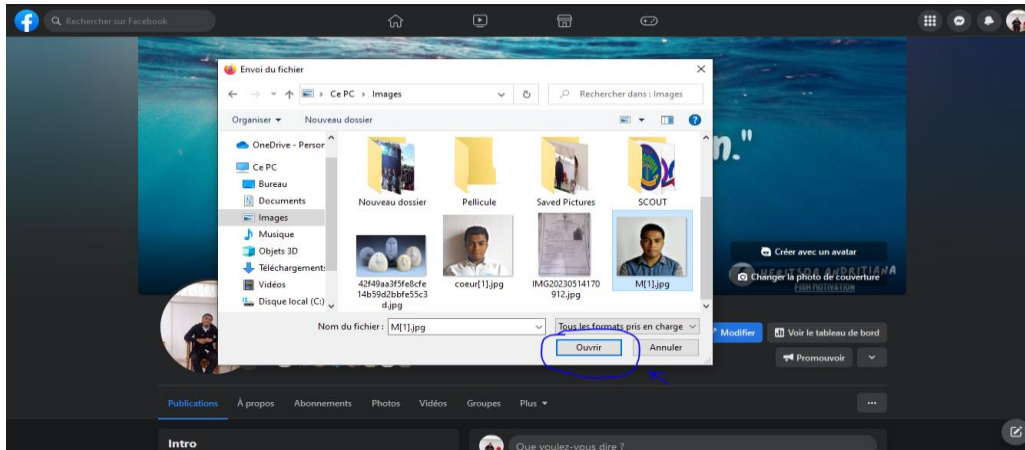 Rechercher sur Facebook
Envoi du fichier
Ce PC > Images
Rechercher dans : Images
Organiser
Nouveau dossier
n."
OneDrive - Person
Ce PC
Bureau
Documents
Images
Musique
Objets 3D
Téléchargements
Vidéos
Disque local (C:)
Nouveau dossier
Pellicule
Saved Pictures
SCOUT
42f49aa3f5fe8cfe
14b59d2bbfe55c3
d.jpg
coeur[1].jpg
IMG20230514170
912.jpg
M[1].jpg
Créer avec un avatar
Changer la photo de couverture
ANDRITIANA
FISH MOTIVATION
Nom du fichier : M[1].jpg
Tous les formats pris en charge
Ouvrir
Annuler
Modifier
Voir le tableau de bord
Promouvoir
Publications
À propos
Abonnements
Photos
Vidéos
Groupes
Plus
Intro
Que voulez-vous dire ?